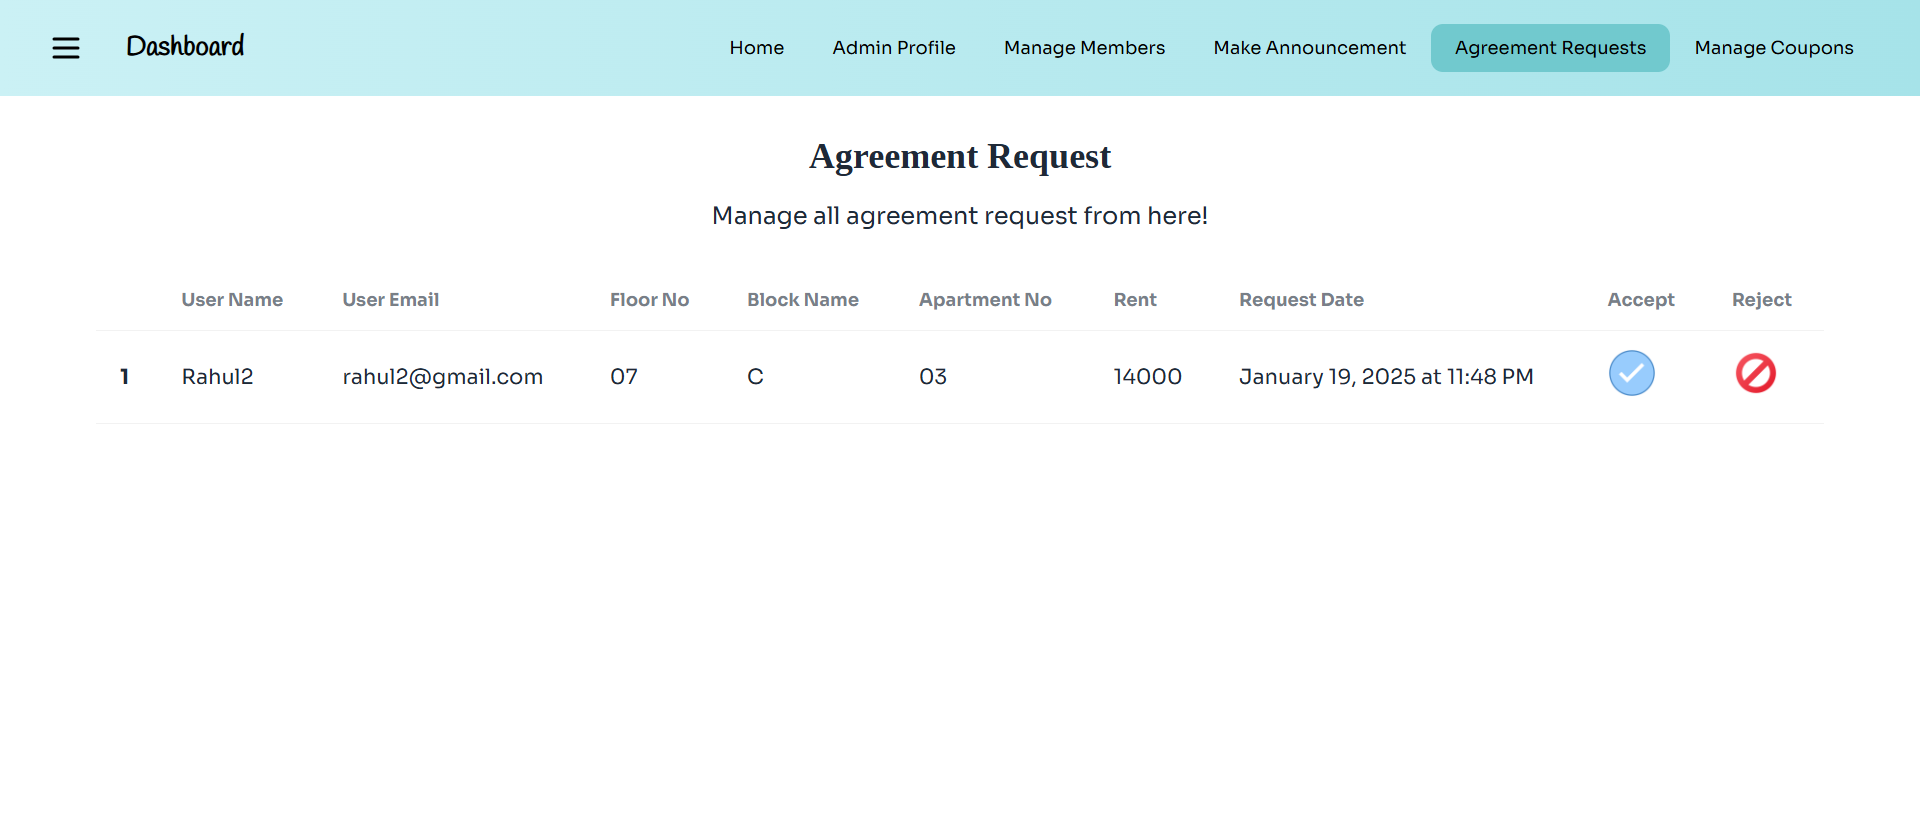 Dashboard Home Admin Profile Manage Members Make Announcement Agreement Requests Manage Coupons
Agreement Request
Manage all agreement request from here!
User Name User Email Floor No Block Name Apartment No Rent Request Date Accept Reject
1 Rahul2 rahul2@gmail.com 07 C 03 14000 January 19, 2025 at 11:48 PM